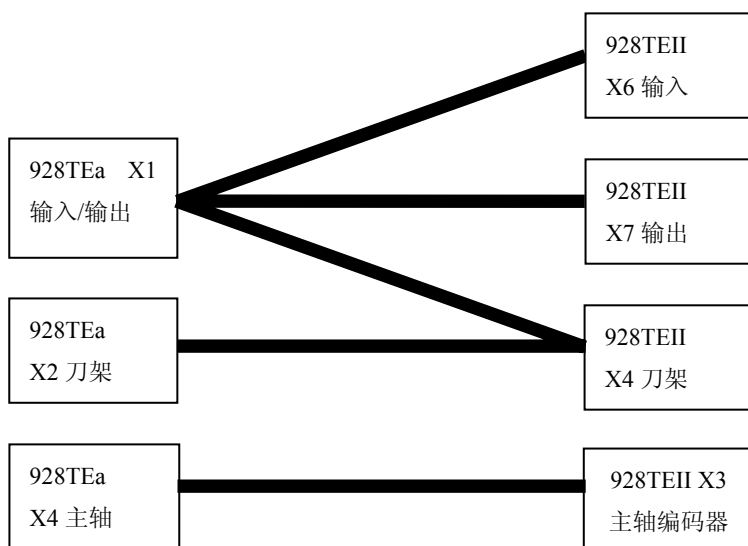 928TEII
X6 输入
928TEa X1
输入/输出
928TEII
X7 输出
928TEa
X2 刀架
928TEII
X4 刀架
928TEa
X4 主轴
928TEII X3
主轴编码器